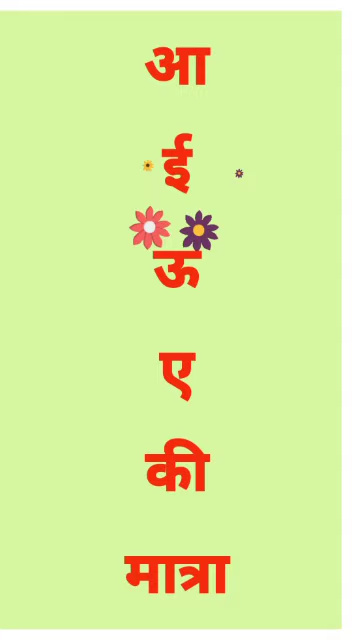 आ
ई
ऊ
ए
की
मात्रा